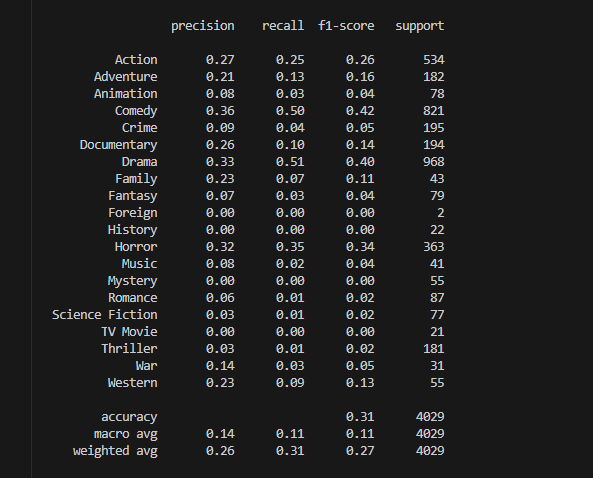 precision recall f1-score support
Action 0.27 0.25 0.26 534
Adventure 0.21 0.13 0.16 182
Animation 0.08 0.03 0.04 78
Comedy 0.36 0.50 0.42 821
Crime 0.09 0.04 0.05 195
Documentary 0.26 0.10 0.14 194
Drama 0.33 0.51 0.40 968
Family 0.23 0.07 0.11 43
Fantasy 0.07 0.03 0.04 79
Foreign 0.00 0.00 0.00 2
History 0.00 0.00 0.00 22
Horror 0.32 0.35 0.34 363
Music 0.08 0.02 0.04 41
Mystery 0.00 0.00 0.00 55
Romance 0.06 0.01 0.02 87
Science Fiction 0.03 0.01 0.02 77
TV Movie 0.00 0.00 0.00 21
Thriller 0.03 0.01 0.02 181
War 0.14 0.03 0.05 31
Western 0.23 0.09 0.13 55
accuracy 0.31 4029
macro avg 0.14 0.11 0.11 4029
weighted avg 0.26 0.31 0.27 4029